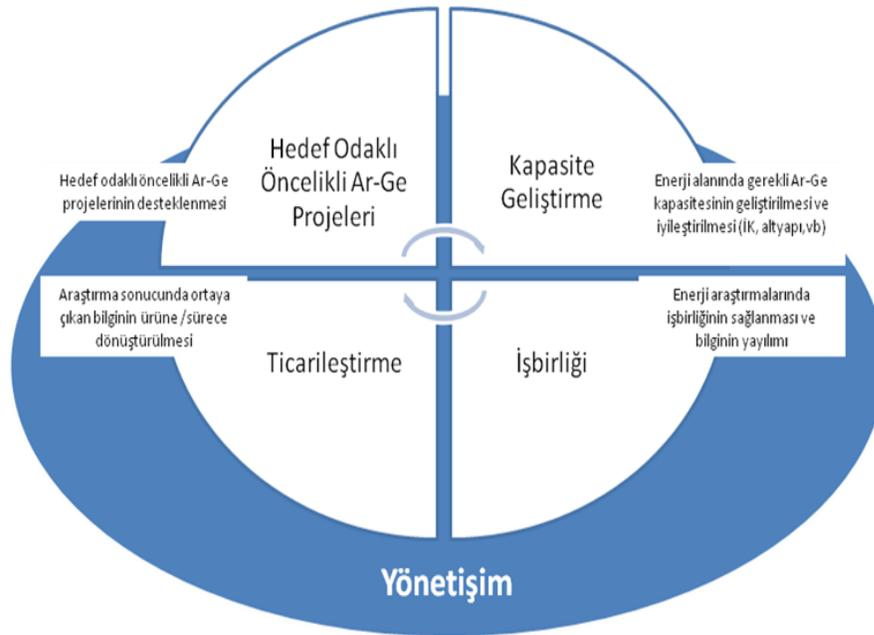 Hedef Odaklı
Öncelikli Ar-Ge
Projeleri
Kapasite
Geliştirme
Hedef odaklı öncelikli Ar-Ge
projelerinin desteklenmesi
Enerji alanında gerekli Ar-Ge
kapasitesinin geliştirilmesi ve
iyileştirilmesi (İK, altyapı,vb)
Araştırma sonucunda ortaya
çıkan bilginin ürüne /sürece
dönüştürülmesi
Enerji araştırmalarında
işbirliğinin sağlanması ve
bilginin yayılımı
Ticarileştirme
İşbirliği
Yönetişim